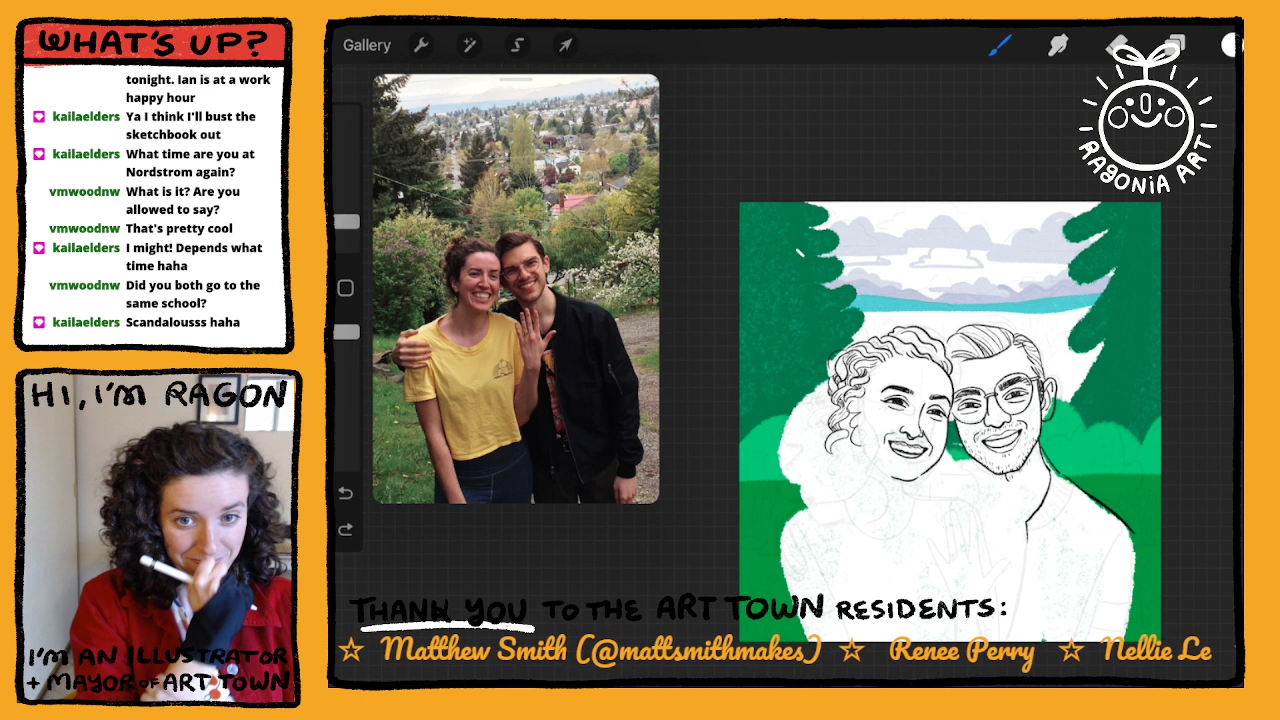 WHAT'S UP?
tonight. Ian is at a work
happy hour
kailaelders Ya I think I'll bust the
sketchbook out
kailaelders What time are you at
Nordstrom again?
vmwoodnw What is it? Are you
allowed to say?
vmwoodnw That's pretty cool
kailaelders I might! Depends what
time haha
vmwoodnw Did you both go to the
same school?
kailaelders Scandalousss haha
HI, I'M RAGON
I'M AN ILLUSTRATOR
+ MAYOR OF ART TOWN
Gallery
RAGONIA ART
THANK YOU TO THE ART TOWN RESIDENTS:
☆ Matthew Smith (@mattsmithmakes) ☆ Renee Perry ☆ Nellie Le